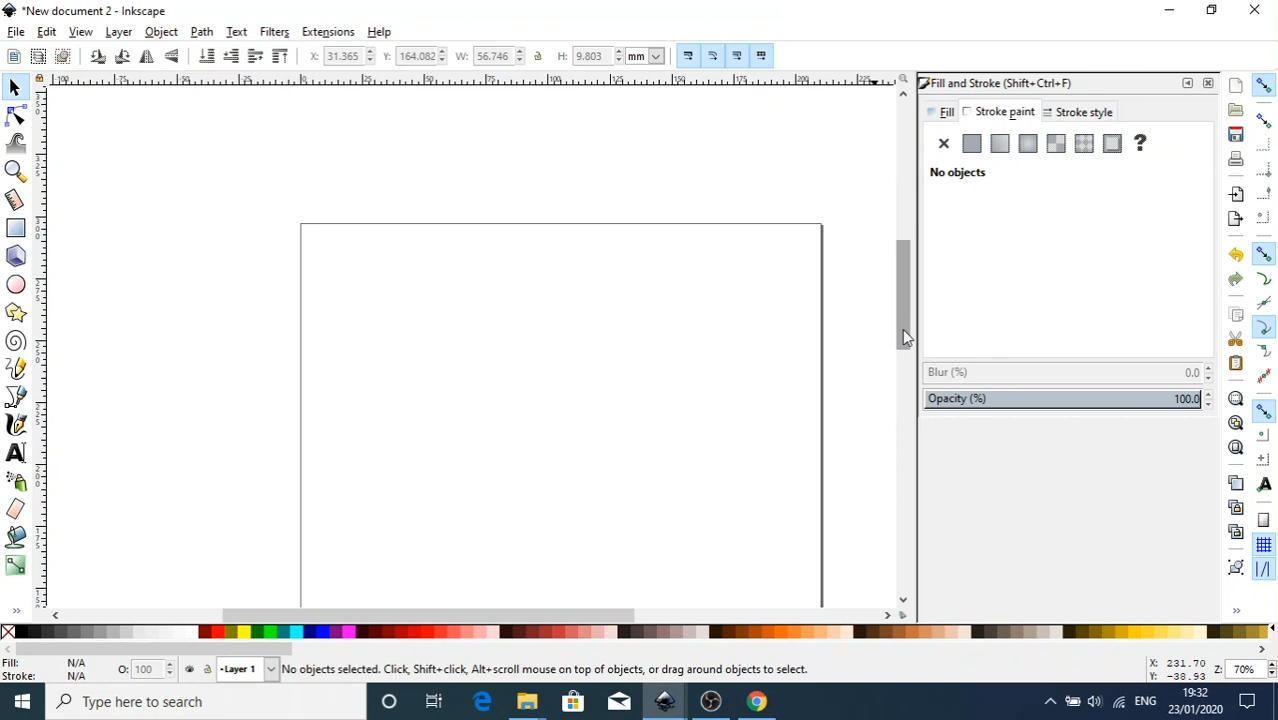 *New document 2 - Inkscape
File Edit View Layer Object Path Text Filters Extensions Help
X: 31.365 Y: 164.082 W: 56.746 H: 9.803 mm
Fill and Stroke (Shift+Ctrl+F)
Fill Stroke paint Stroke style
No objects
Blur (%) 0.0
Opacity (%) 100.0
Fill: N/A
Stroke: N/A
O: 100
•Layer 1
No objects selected. Click, Shift+click, Alt+scroll mouse on top of objects, or drag around objects to select.
X: 231.70
Y: -38.93
Z: 70%
Type here to search
ENG
19:32
23/01/2020